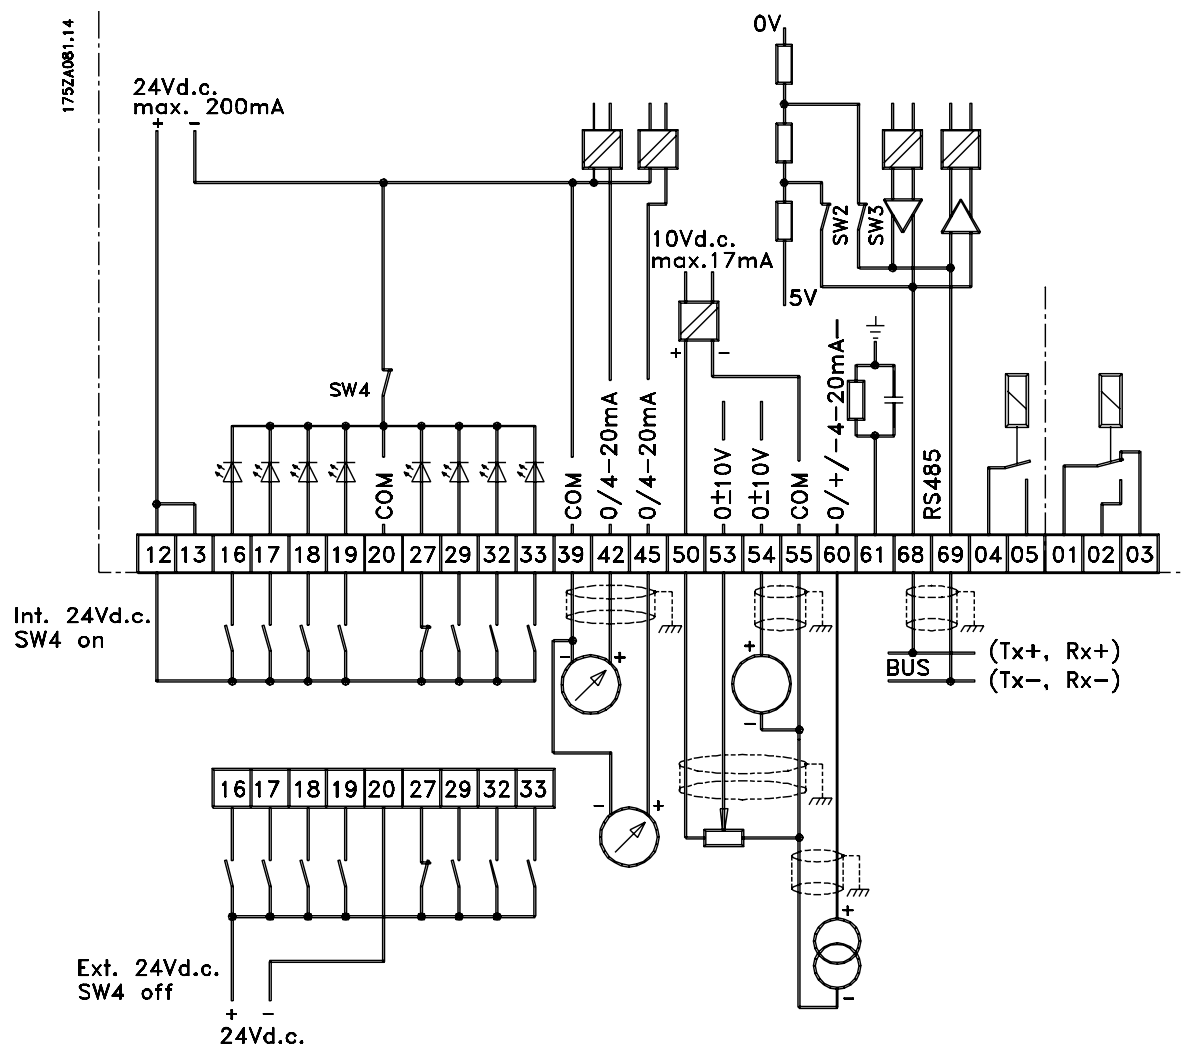 175ZA081.14
24Vd.c.
max. 200mA
+ −
0V
SW2
SW3
5V
10Vd.c.
max.17mA
+ −
SW4
COM
COM
0/4−20mA
0/4−20mA
0±10V
0±10V
COM
0/+/−4−20mA
RS485
12 13 16 17 18 19 20 27 29 32 33 39 42 45 50 53 54 55 60 61 68 69 04 05 01 02 03
Int. 24Vd.c.
SW4 on
− +
+
−
BUS
(Tx+, Rx+)
(Tx−, Rx−)
16 17 18 19 20 27 29 32 33
− +
+
−
Ext. 24Vd.c.
SW4 off
+ −
24Vd.c.